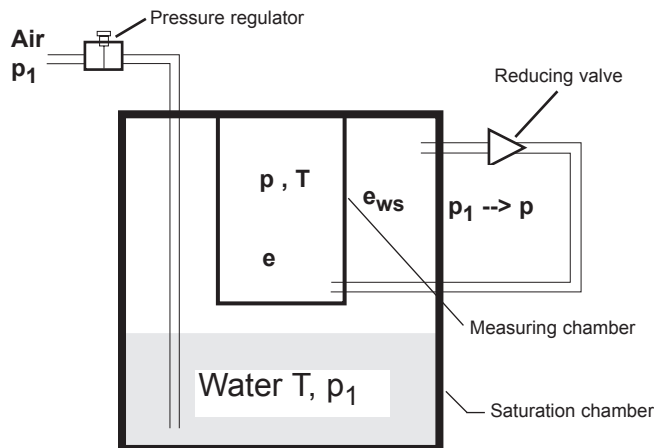 Pressure regulator
Air
p1
Reducing valve
p , T
ews
p1 --> p
e
Measuring chamber
Water T, p1
Saturation chamber